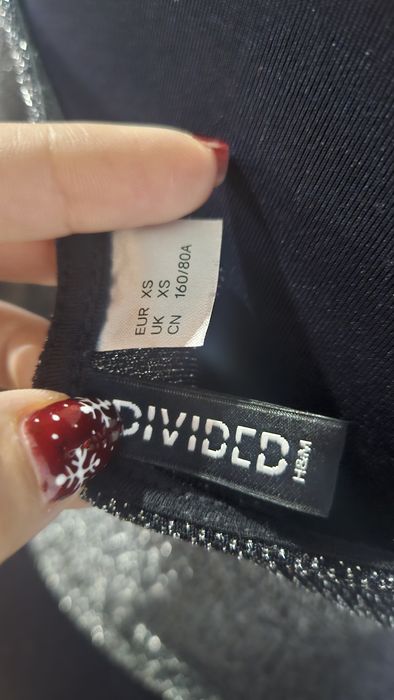 EUR XS
UK XS
CN 160/80A
DIVIDED
H&M